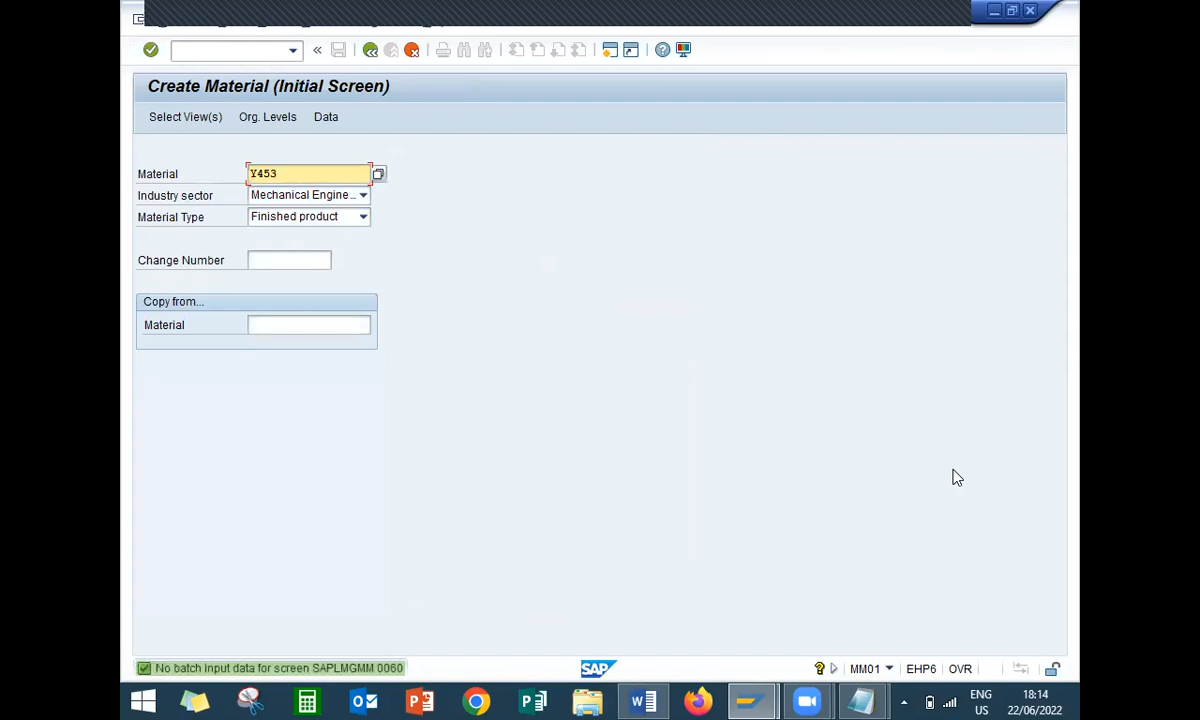 Create Material (Initial Screen)
Select View(s) Org. Levels Data
Material Y453
Industry sector Mechanical Engine...
Material Type Finished product
Change Number
Copy from...
Material
No batch input data for screen SAPLMGMM 0060
SAP
MM01 EHP6 OVR
ENG 18:14
US 22/06/2022